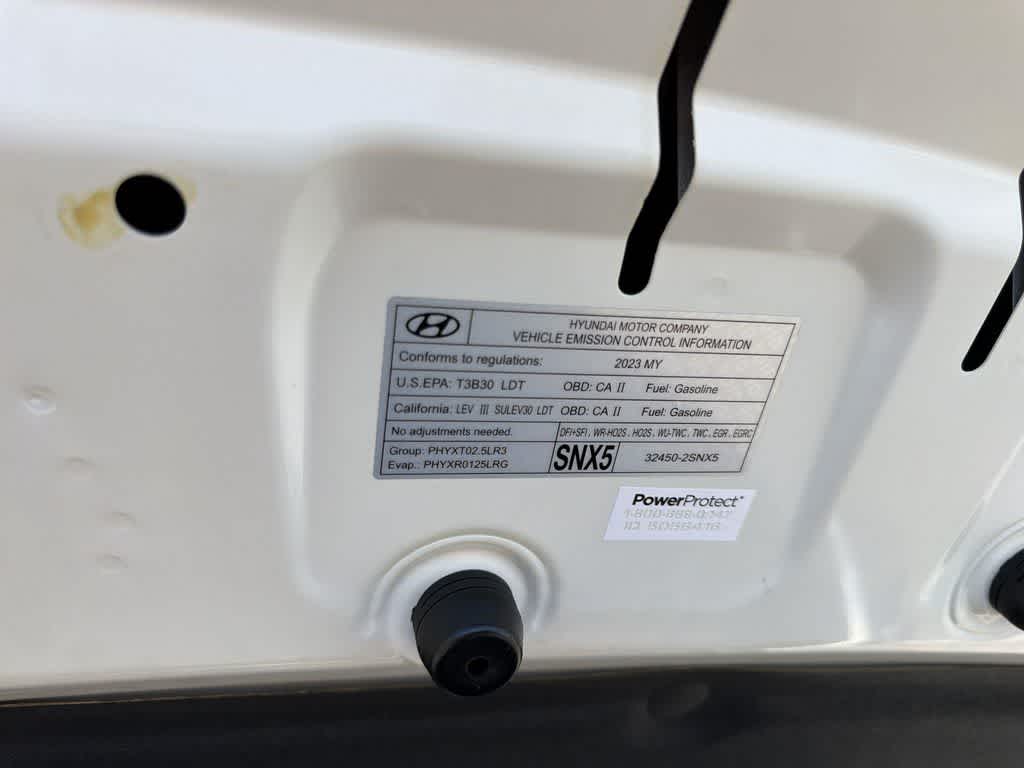 HYUNDAI MOTOR COMPANY
VEHICLE EMISSION CONTROL INFORMATION
Conforms to regulations: 2023 MY
U.S.EPA: T3B30 LDT OBD: CA II Fuel: Gasoline
California: LEV III SULEV30 LDT OBD: CA II Fuel: Gasoline
No adjustments needed. DFI+SFI, WR-HO2S, HO2S, WU-TWC, TWC, EGR, EGRC
Group: PHYXT02.5LR3
Evap.: PHYXR0125LRG
SNX5 32450-2SNX5
PowerProtect